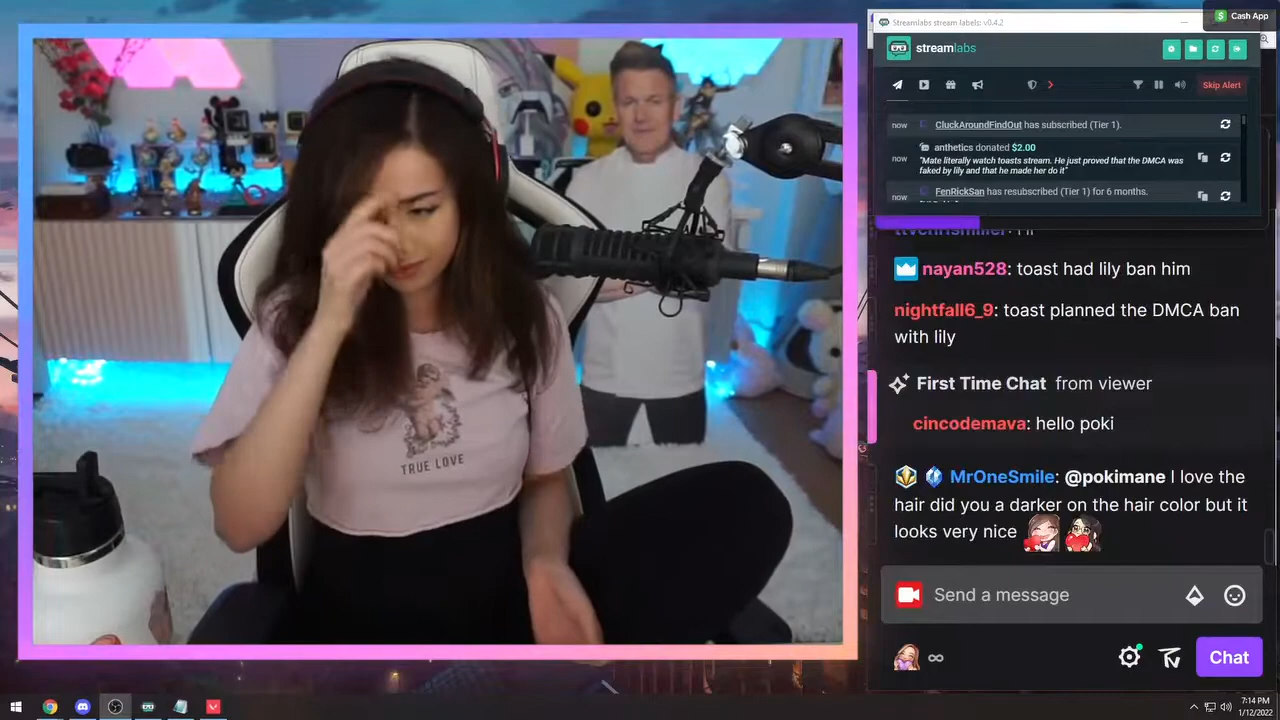 Streamlabs stream labels: v0.4.2
Cash App
streamlabs
Skip Alert
now CluckAroundFindOut has subscribed (Tier 1).
anthetics donated $2.00
now "Mate literally watch toasts stream. He just proved that the DMCA was
faked by lily and that he made her do it"
now FenRickSan has resubscribed (Tier 1) for 6 months.
nayan528: toast had lily ban him
nightfall6_9: toast planned the DMCA ban
with lily
First Time Chat from viewer
cincodemava: hello poki
MrOneSmile: @pokimane I love the
hair did you a darker on the hair color but it
looks very nice
Send a message
∞
Chat
TRUE LOVE
7:14 PM
1/12/2022